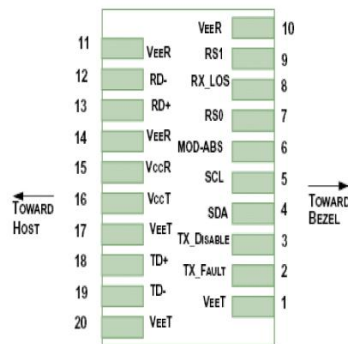 VEER 10
11 VEER RS1 9
12 RD- RX_LOS 8
13 RD+ RS0 7
14 VEER MOD-ABS 6
15 VCCR SCL 5
16 VCCT SDA 4
17 VEET TX_DISABLE 3
18 TD+ TX_FAULT 2
19 TD- VEET 1
20 VEET
TOWARD
HOST
TOWARD
BEZEL